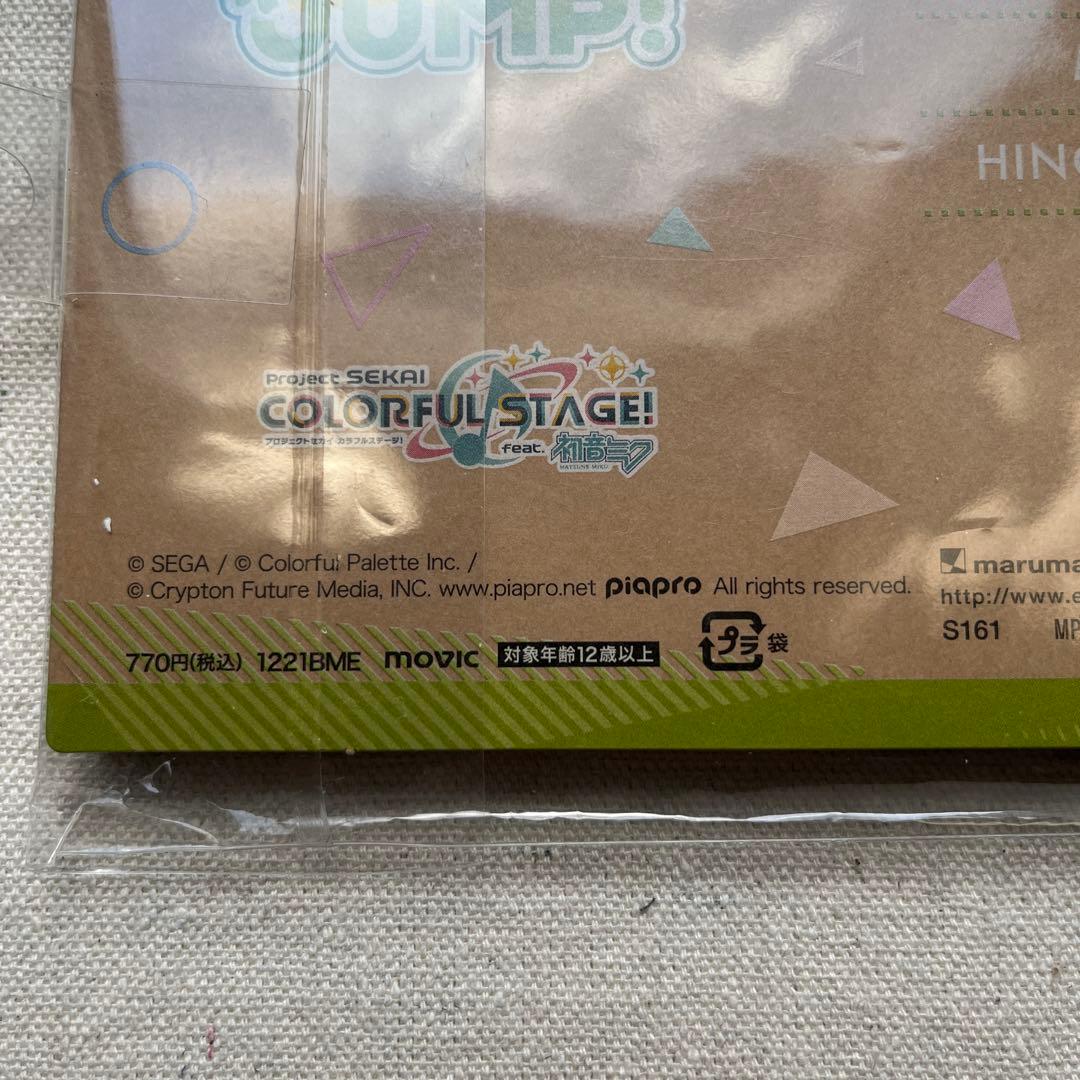 JUMP!
HIN
Project SEKAI
COLORFUL STAGE!
プロジェクトセカイ カラフルステージ!
feat. 初音ミク
HATSUNE MIKU
© SEGA / © Colorful Palette Inc. /
© Crypton Future Media, INC. www.piapro.net piapro All rights reserved.
maruma
http://www.e
S161 MP
770円(税込) 1221BME movic 対象年齢12歳以上 プラ 袋